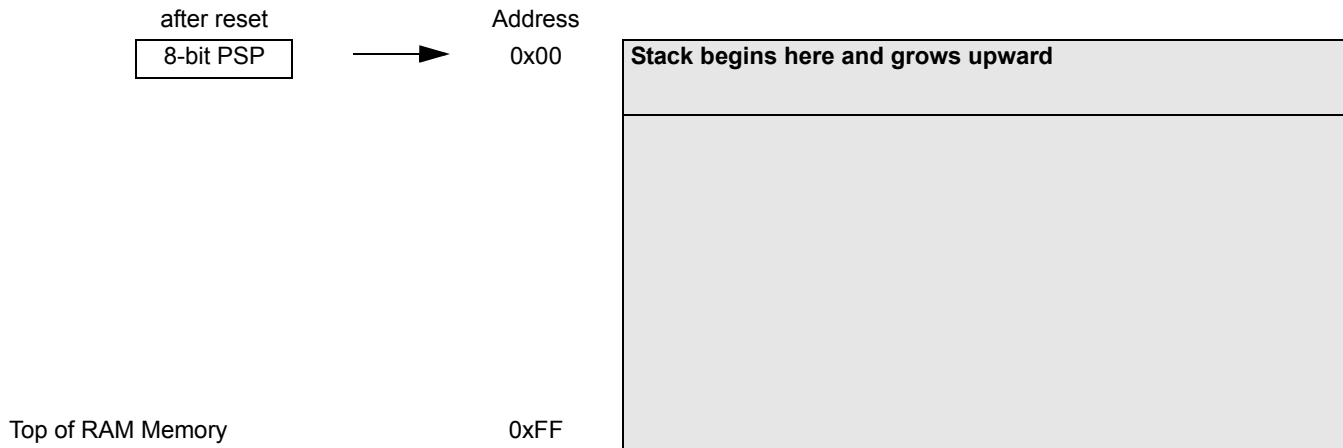 after reset
Address
8-bit PSP
0x00
Stack begins here and grows upward
Top of RAM Memory
0xFF